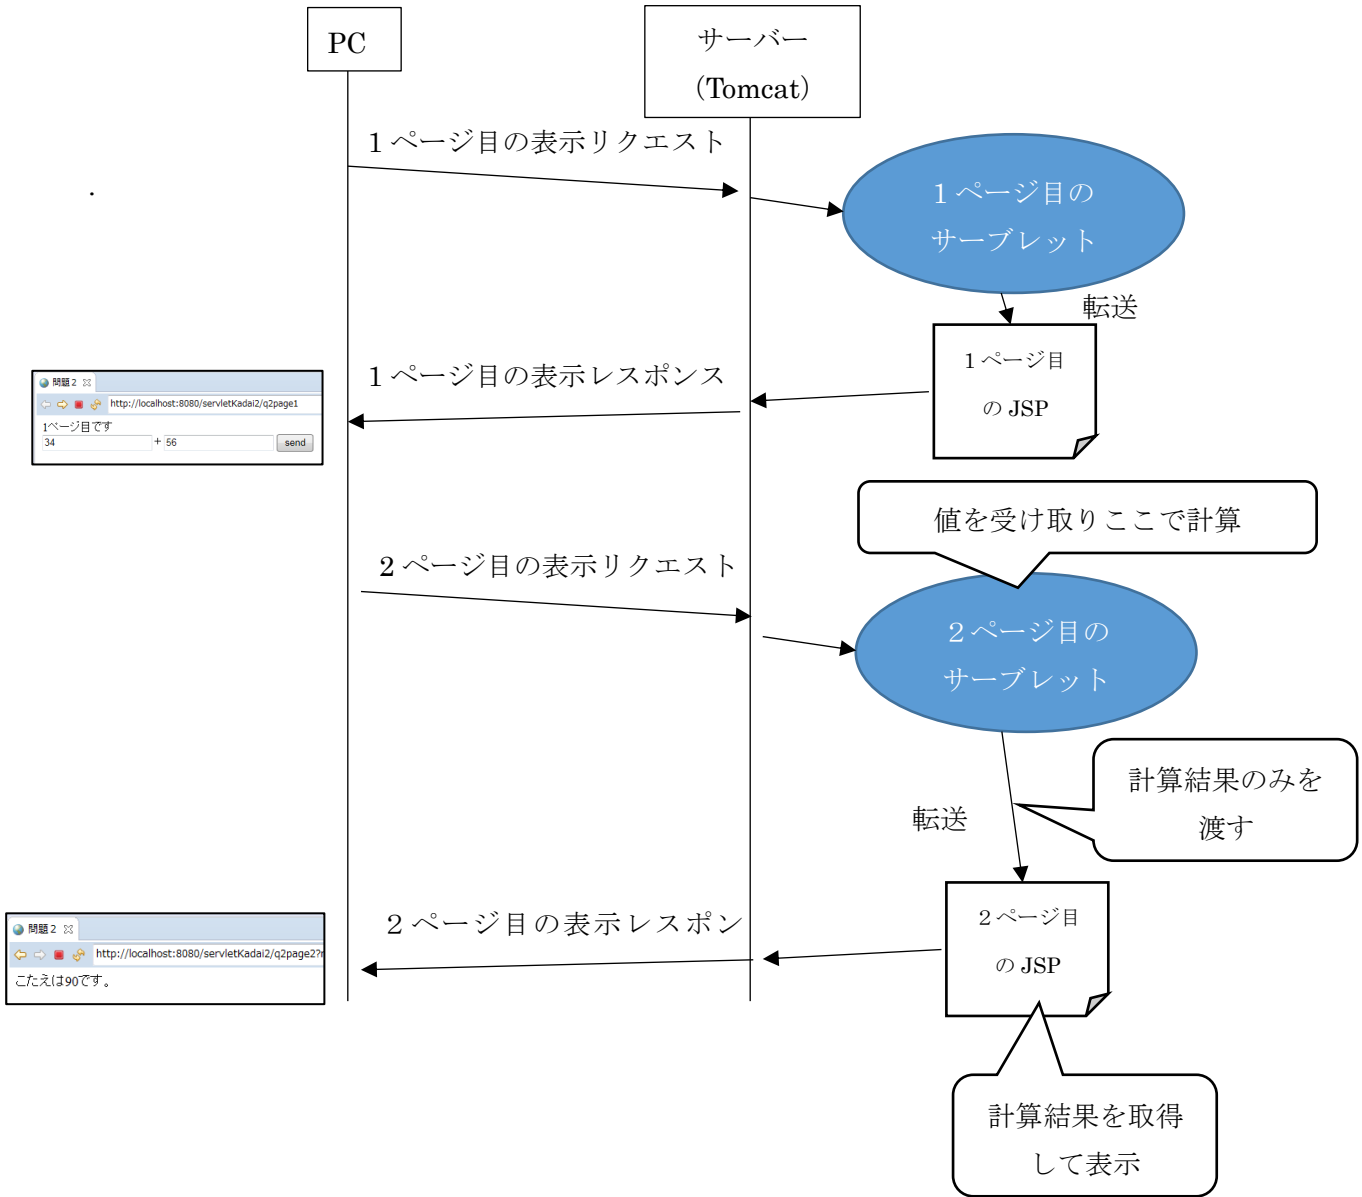 PC
サーバー
（Tomcat）
１ページ目の表示リクエスト
１ページ目の
サーブレット
転送
１ページ目
の JSP
１ページ目の表示レスポンス
問題2
http://localhost:8080/servletKadai2/q2page1
1ページ目です
34 + 56 send
値を受け取りここで計算
2 ページ目の表示リクエスト
２ページ目の
サーブレット
計算結果のみを
渡す
転送
２ページ目
の JSP
２ページ目の表示レスポン
問題2
http://localhost:8080/servletKadai2/q2page2?
こたえは90です。
計算結果を取得
して表示